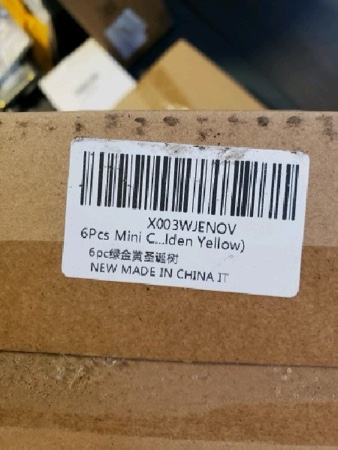 X003WJENOV
6Pcs Mini C...lden Yellow)
6pc绿金黄圣诞树
NEW MADE IN CHINA IT